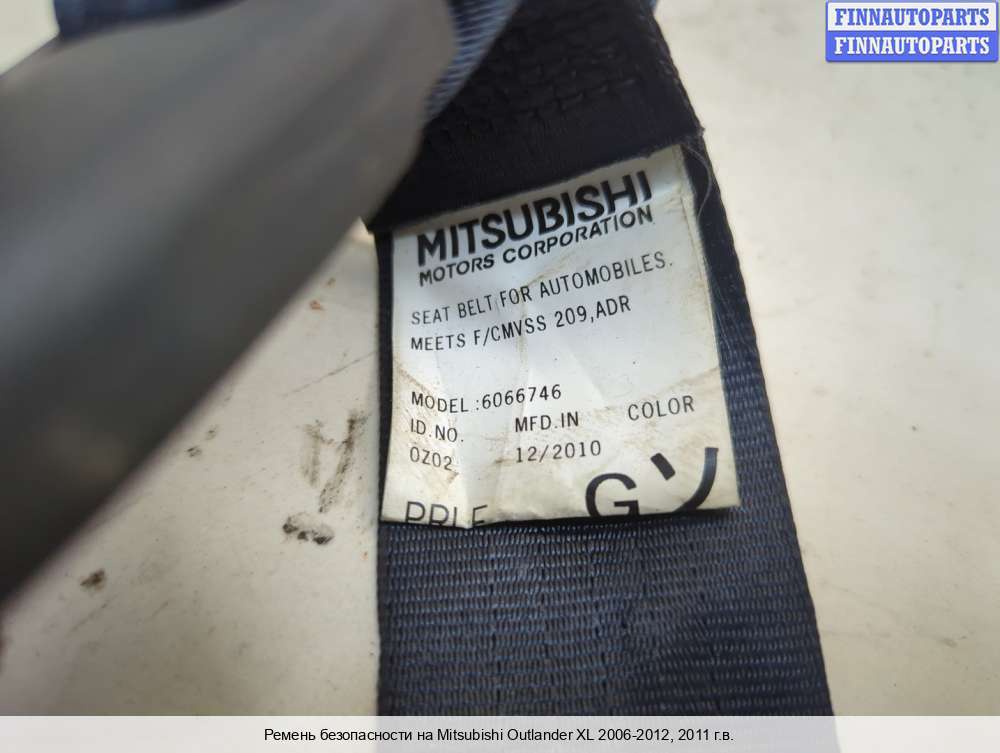 FINNAUTOPARTS
FINNAUTOPARTS
MITSUBISHI
MOTORS CORPORATION
SEAT BELT FOR AUTOMOBILES.
MEETS F/CMVSS 209,ADR
MODEL:6066746
ID.NO. MFD.IN COLOR
0Z02 12/2010
G ソ
Ремень безопасности на Mitsubishi Outlander XL 2006-2012, 2011 г.в.